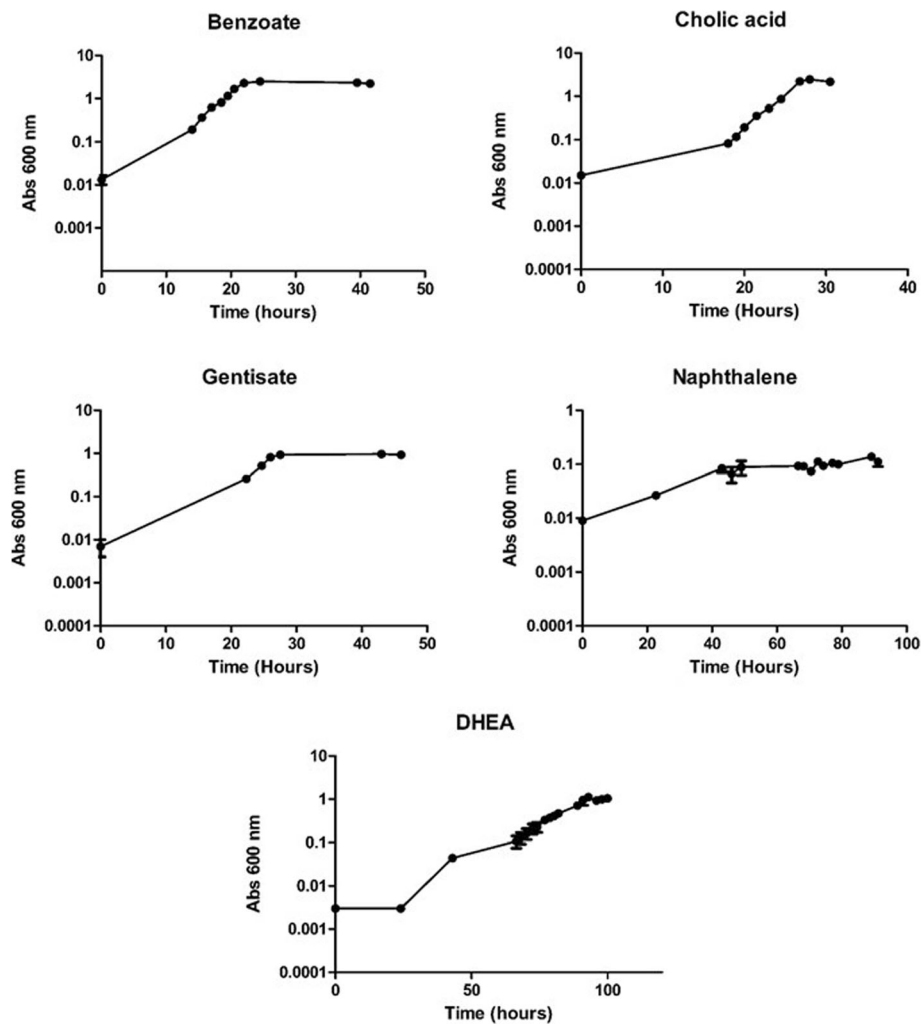 Benzoate
10
1
0.1
0.01
0.001
Abs 600 nm
0 10 20 30 40 50
Time (hours)
Cholic acid
10
1
0.1
0.01
0.001
0.0001
Abs 600 nm
0 10 20 30 40
Time (Hours)
Gentisate
10
1
0.1
0.01
0.001
0.0001
Abs 600 nm
0 10 20 30 40 50
Time (Hours)
Naphthalene
1
0.1
0.01
0.001
0.0001
Abs 600 nm
0 20 40 60 80 100
Time (Hours)
DHEA
10
1
0.1
0.01
0.001
0.0001
Abs 600 nm
0 50 100
Time (hours)